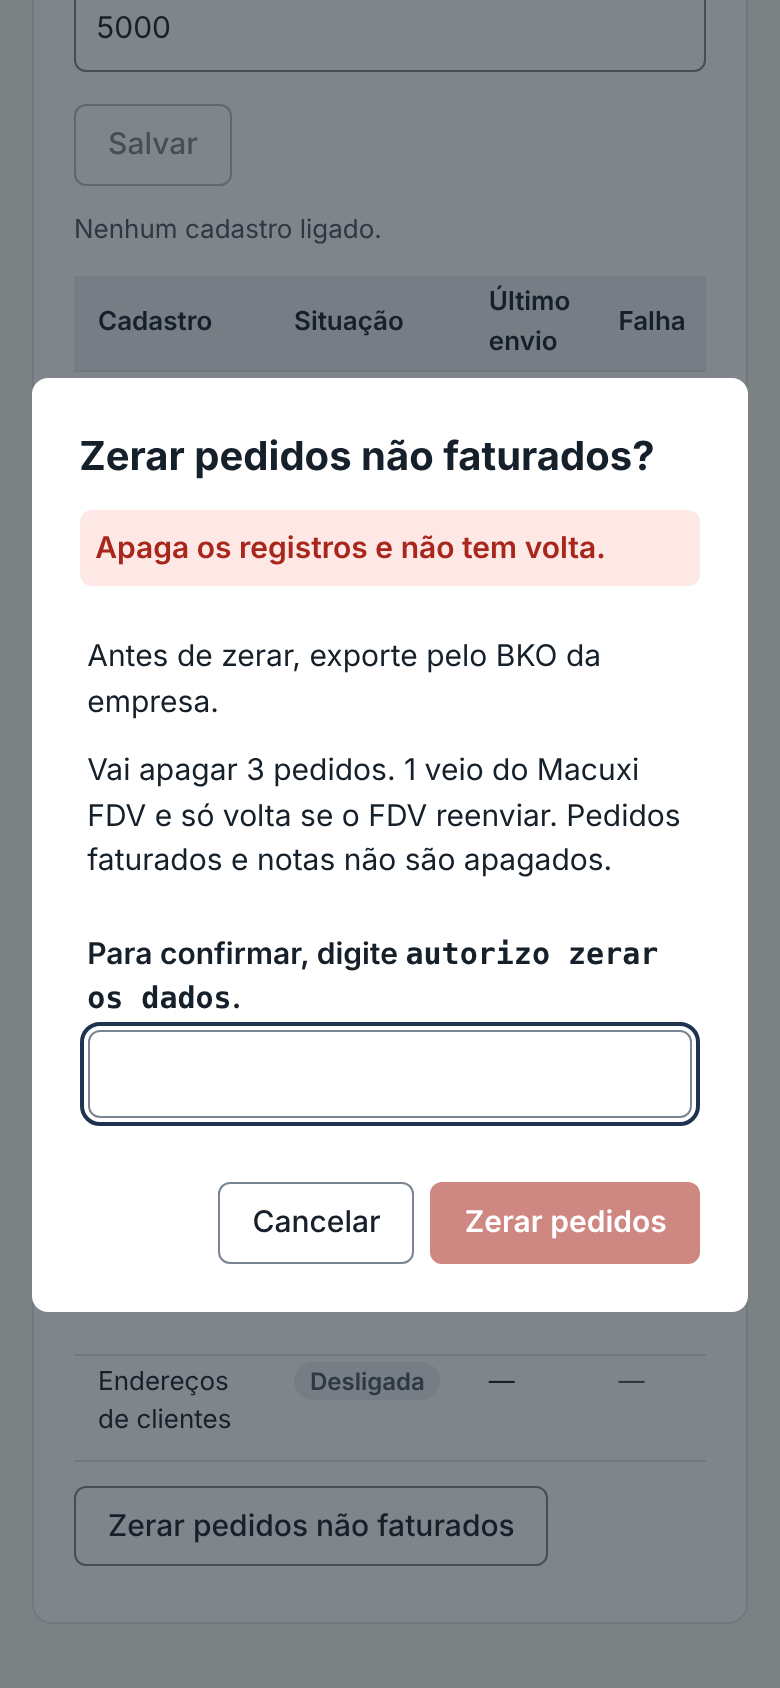 5000
Salvar
Nenhum cadastro ligado.
Cadastro
Situação
Último
envio
Falha
Zerar pedidos não faturados?
Apaga os registros e não tem volta.
Antes de zerar, exporte pelo BKO da
empresa.
Vai apagar 3 pedidos. 1 veio do Macuxi
FDV e só volta se o FDV reenviar. Pedidos
faturados e notas não são apagados.
Para confirmar, digite autorizo zerar
os dados.
Cancelar
Zerar pedidos
Endereços
de clientes
Desligada
—
—
Zerar pedidos não faturados